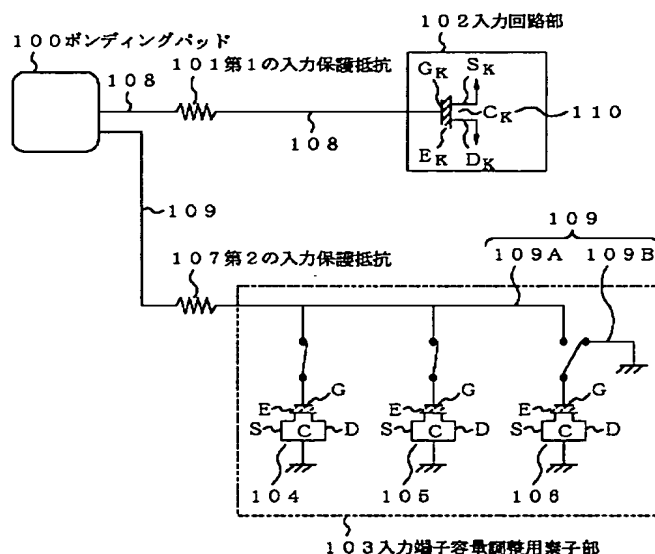 102入力回路部
100ボンディングパッド
108
101第1の入力保護抵抗
GK
SK
CK
110
108
EK
DK
109
109
107第2の入力保護抵抗
109A
109B
E
G
S
C
D
104
E
G
S
C
D
105
E
G
S
C
D
106
103入力端子容量調整用素子部